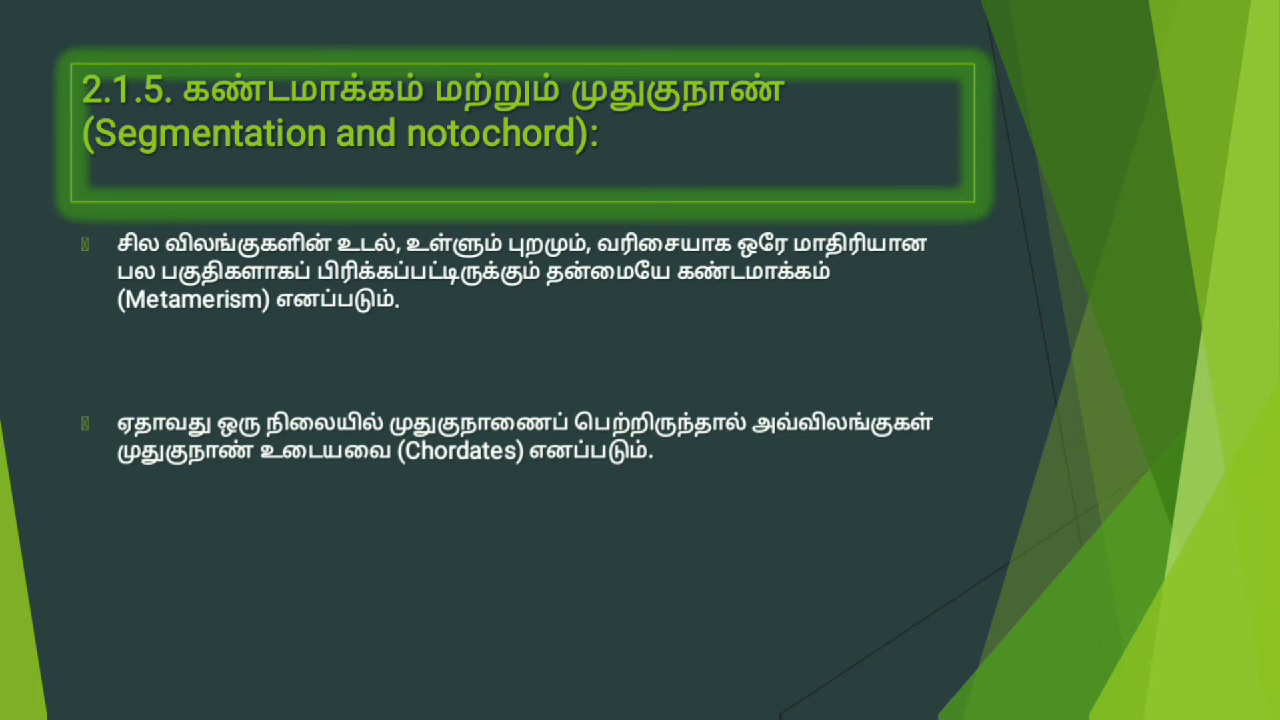 2.1.5. கண்டமாக்கம் மற்றும் முதுகுநாண்
(Segmentation and notochord):
சில விலங்குகளின் உடல், உள்ளும் புறமும், வரிசையாக ஒரே மாதிரியான
பல பகுதிகளாகப் பிரிக்கப்பட்டிருக்கும் தன்மையே கண்டமாக்கம்
(Metamerism) எனப்படும்.
ஏதாவது ஒரு நிலையில் முதுகுநாணைப் பெற்றிருந்தால் அவ்விலங்குகள்
முதுகுநாண் உடையவை (Chordates) எனப்படும்.